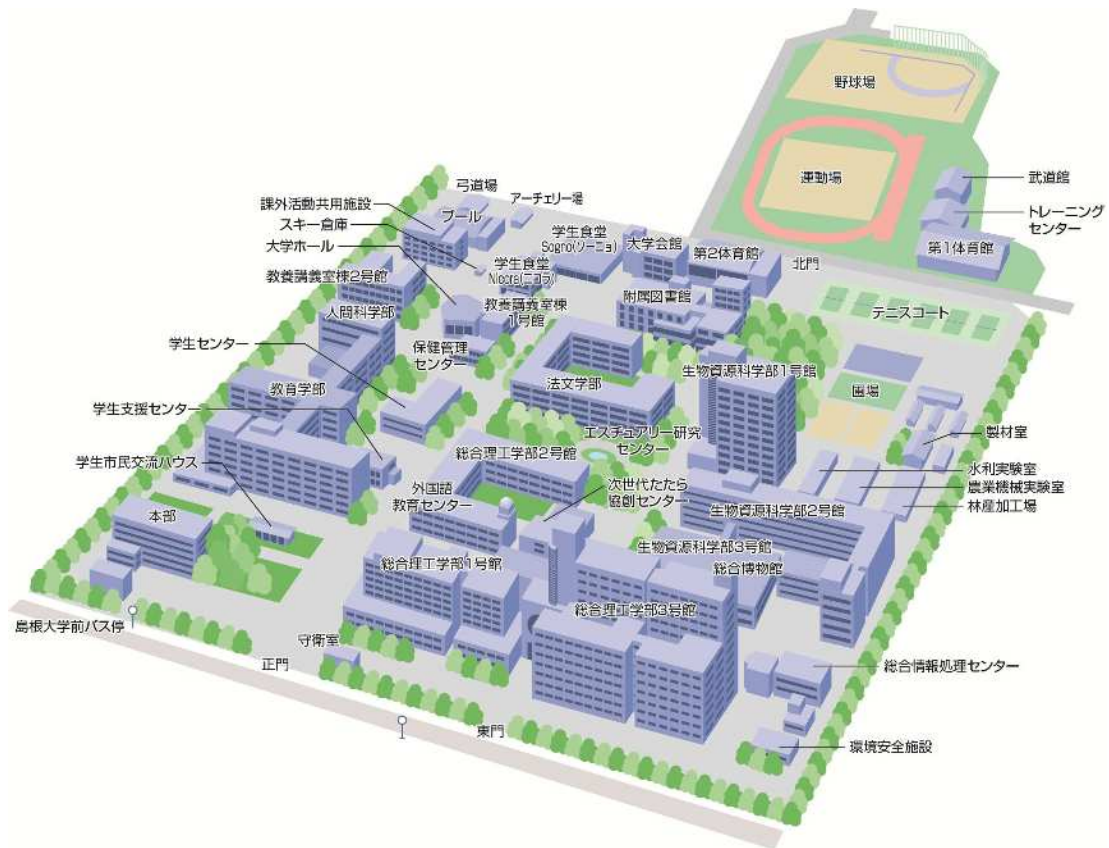 野球場
運動場
武道館
トレーニング
センター
第1体育館
弓道場
アーチェリー場
課外活動共用施設
プール
スキー倉庫
学生食堂
Sogno(ソーニョ)
大学会館
第2体育館
北門
大学ホール
学生食堂
Nicora(ニコラ)
教養講義室棟2号館
附属図書館
テニスコート
教養講義室棟
1号館
人間科学部
学生センター
保健管理
センター
生物資源科学部1号館
法文学部
教育学部
圃場
学生支援センター
エスチュアリー研究
センター
製材室
総合理工学部2号館
学生市民交流ハウス
水利実験室
外国語
教育センター
次世代たたら
協創センター
農業機械実験室
生物資源科学部2号館
林産加工場
本部
生物資源科学部3号館
総合理工学部1号館
総合博物館
総合理工学部3号館
島根大学前バス停
守衛室
正門
総合情報処理センター
東門
環境安全施設